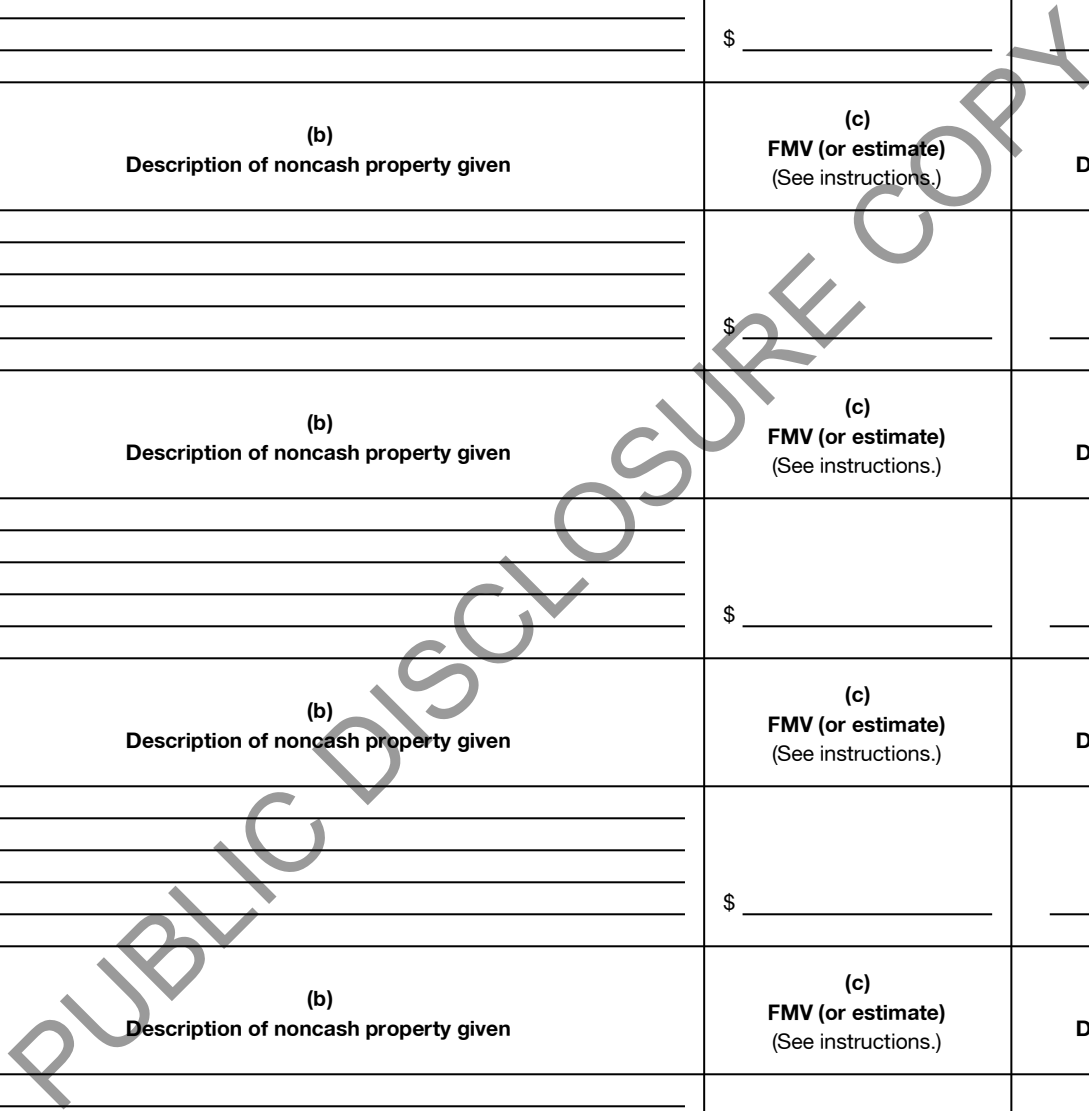 $
(b)
Description of noncash property given
(c)
FMV (or estimate)
(See instructions.)
D
$
(b)
Description of noncash property given
(c)
FMV (or estimate)
(See instructions.)
D
$
(b)
Description of noncash property given
(c)
FMV (or estimate)
(See instructions.)
D
$
(b)
Description of noncash property given
(c)
FMV (or estimate)
(See instructions.)
D
PUBLIC DISCLOSURE COPY